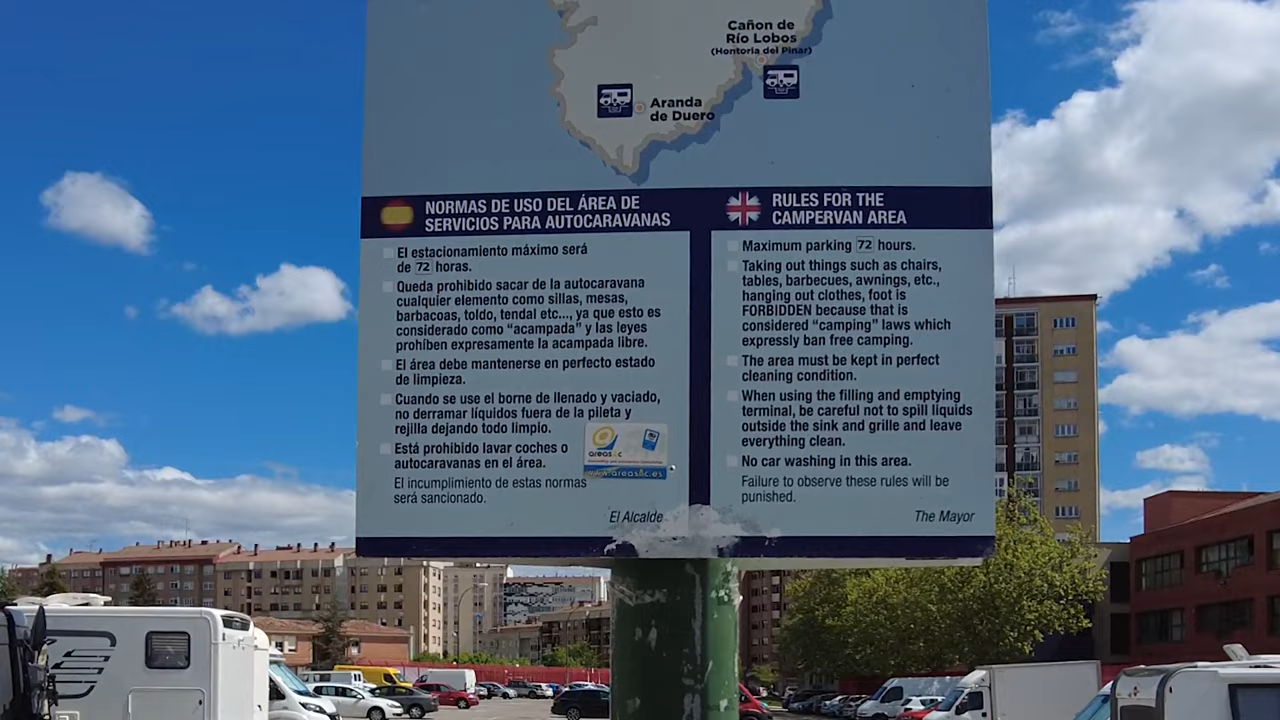 Cañon de
Río Lobos
(Hontoria del Pinar)
Aranda
de Duero
NORMAS DE USO DEL ÁREA DE
SERVICIOS PARA AUTOCARAVANAS
El estacionamiento máximo será
de 72 horas.
Queda prohibido sacar de la autocaravana
cualquier elemento como sillas, mesas,
barbacoas, toldo, tendal etc..., ya que esto es
considerado como “acampada” y las leyes
prohíben expresamente la acampada libre.
El área debe mantenerse en perfecto estado
de limpieza.
Cuando se use el borne de llenado y vaciado,
no derramar líquidos fuera de la pileta y
rejilla dejando todo limpio.
Está prohibido lavar coches o
autocaravanas en el área.
El incumplimiento de estas normas
será sancionado.
El Alcalde
areasac
www.areasac.es
RULES FOR THE
CAMPERVAN AREA
Maximum parking 72 hours.
Taking out things such as chairs,
tables, barbecues, awnings, etc.,
hanging out clothes, foot is
FORBIDDEN because that is
considered “camping” laws which
expressly ban free camping.
The area must be kept in perfect
cleaning condition.
When using the filling and emptying
terminal, be careful not to spill liquids
outside the sink and grille and leave
everything clean.
No car washing in this area.
Failure to observe these rules will be
punished.
The Mayor